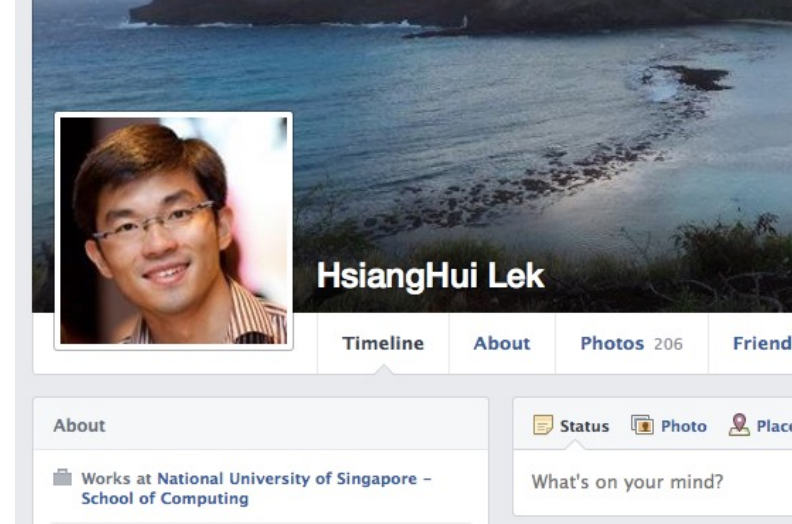 HsiangHui Lek
Timeline
About
Photos 206
Friend
About
Works at National University of Singapore –
School of Computing
Status
Photo
Place
What's on your mind?